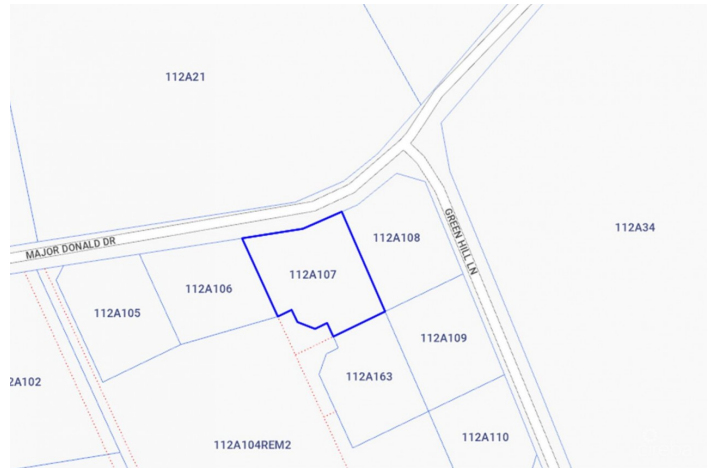 112A21
112A34
GREEN HILL LN
112A108
MAJOR DONALD DR
112A107
112A106
112A105
112A109
112A163
2A102
112A110
112A104REM2